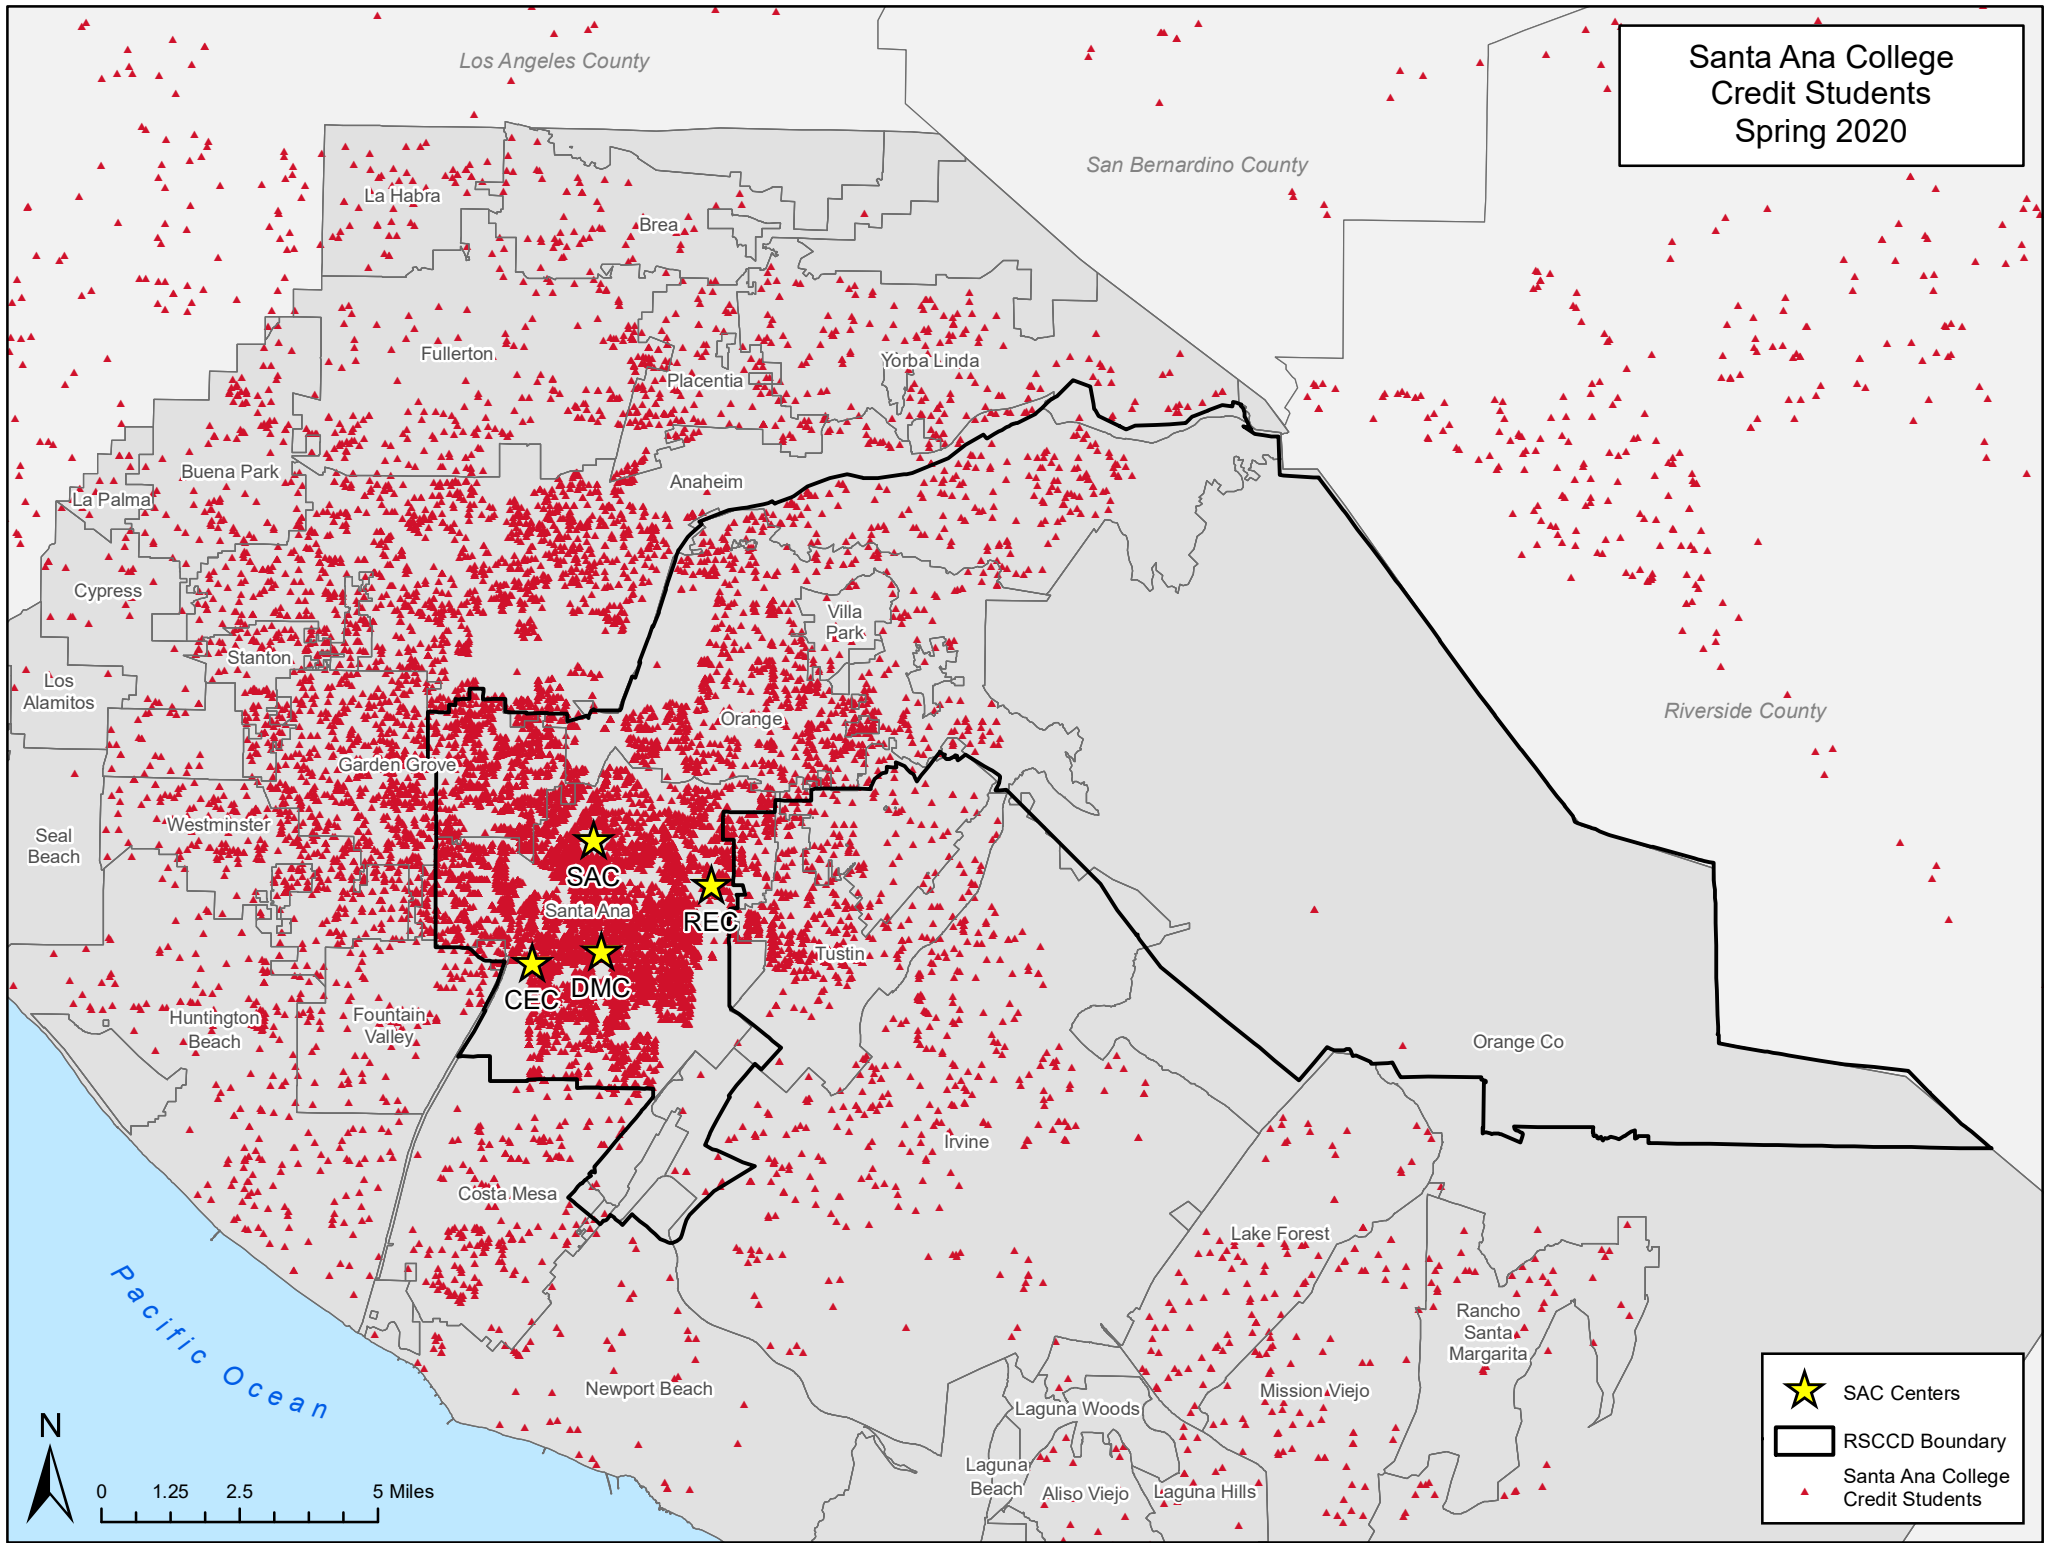 Santa Ana College
Credit Students
Spring 2020
Los Angeles County
San Bernardino County
La Habra
Brea
Fullerton
Yorba Linda
Placentia
Buena Park
Anaheim
La Palma
Cypress
Villa
Park
Stanton
Los
Alamitos
Orange
Riverside County
Garden Grove
Westminster
Seal
Beach
SAC
Santa Ana
REC
Tustin
DMC
CEC
Huntington
Beach
Fountain
Valley
Orange Co
Irvine
Costa Mesa
Lake Forest
Rancho
Santa
Margarita
Pacific Ocean
Newport Beach
Mission Viejo
Laguna Woods
Laguna
Beach
Aliso Viejo
Laguna Hills
N
0 1.25 2.5 5 Miles
SAC Centers
RSCCD Boundary
Santa Ana College
Credit Students